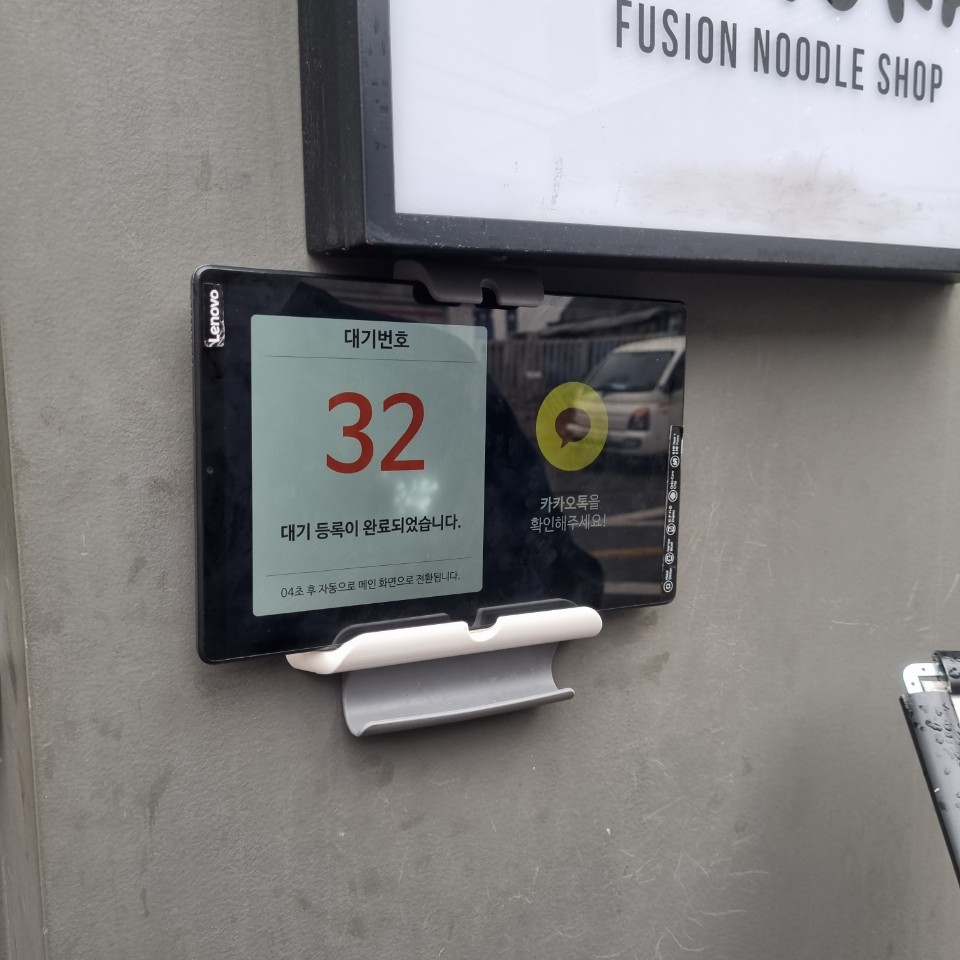 FUSION NOODLE SHOP
Lenovo
대기번호
32
대기 등록이 완료되었습니다.
04초 후 자동으로 메인 화면으로 전환됩니다.
카카오톡을
확인해주세요!